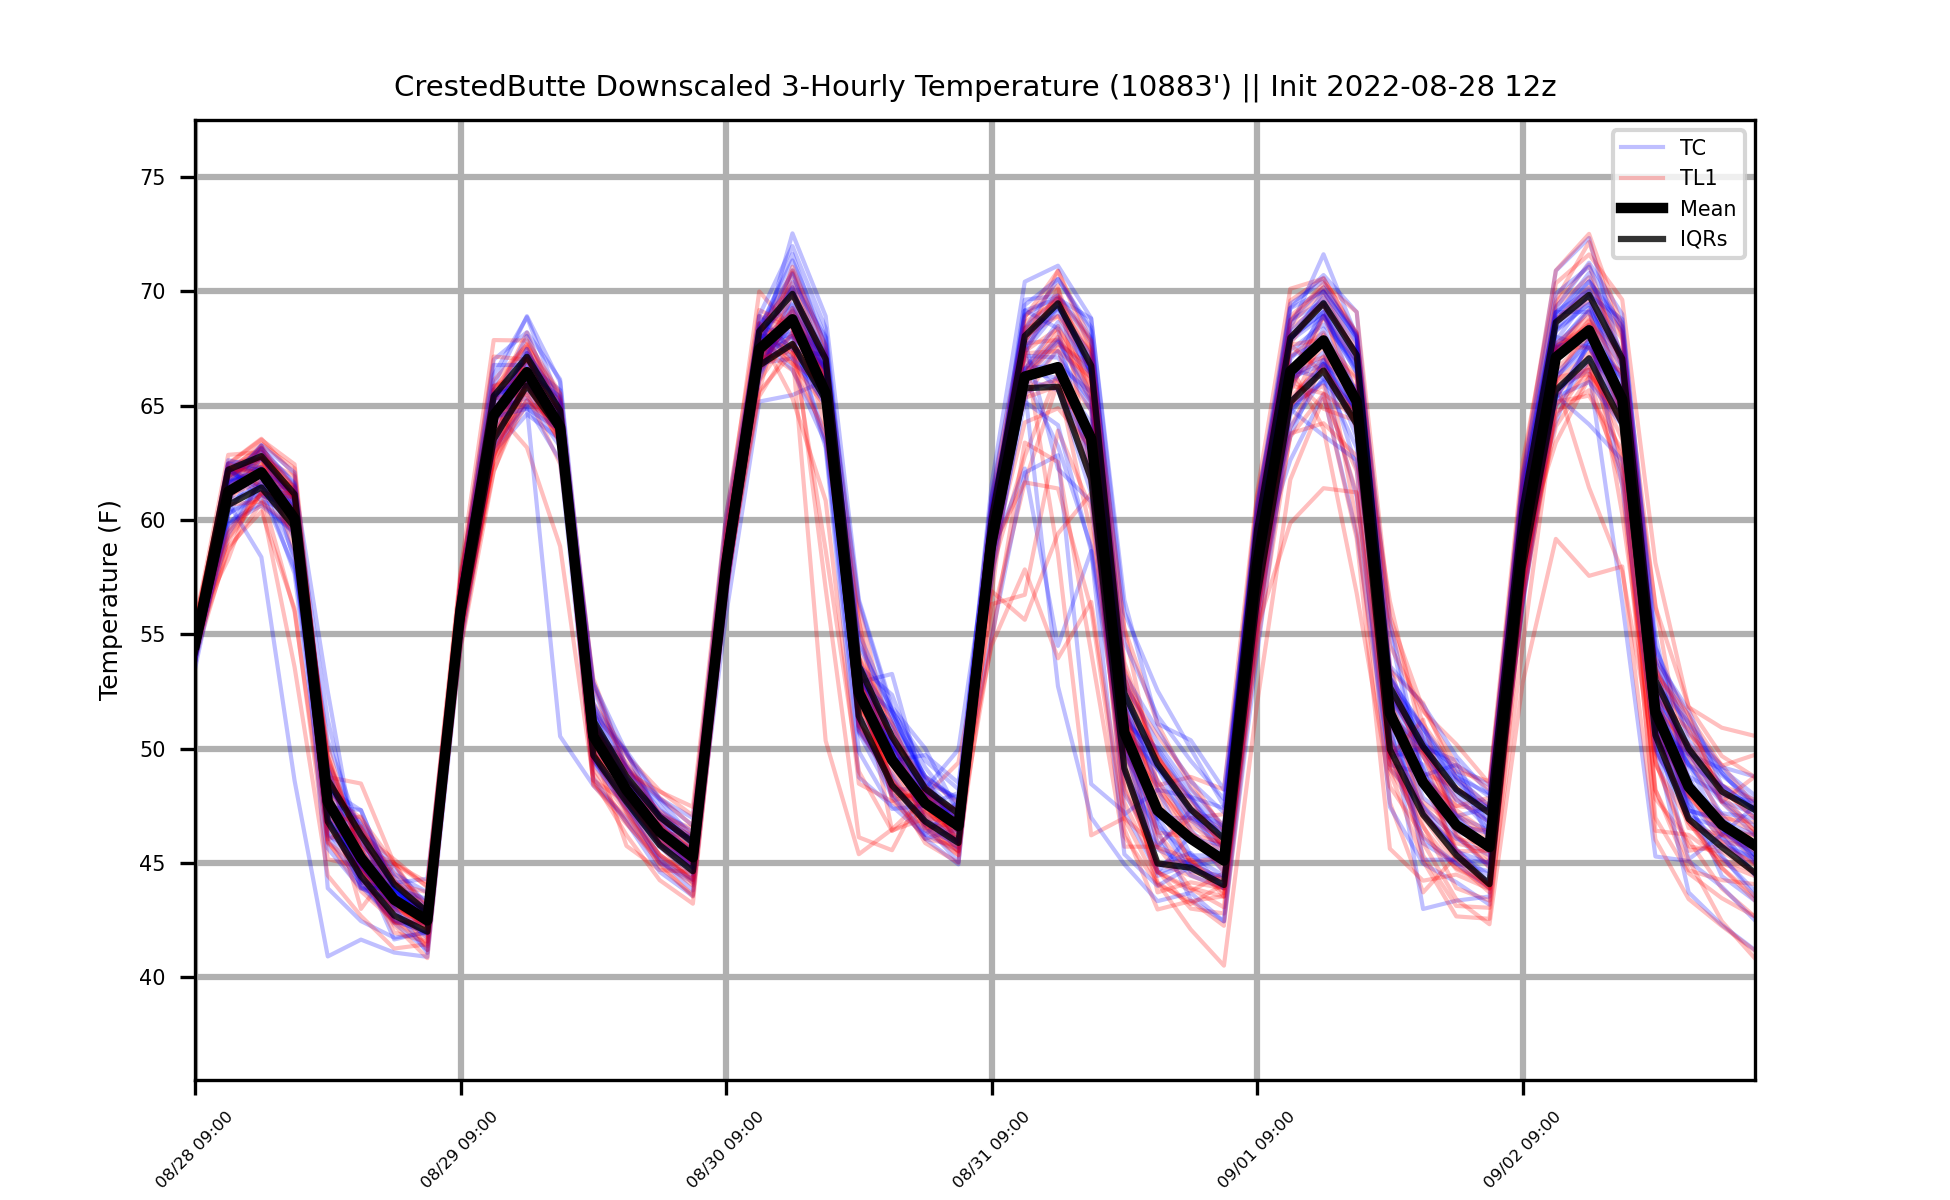 CrestedButte Downscaled 3-Hourly Temperature (10883') || Init 2022-08-28 12z
TC
TL1
Mean
IQRs
Temperature (F)
75
70
65
60
55
50
45
40
08/28 09:00
08/29 09:00
08/30 09:00
08/31 09:00
09/01 09:00
09/02 09:00